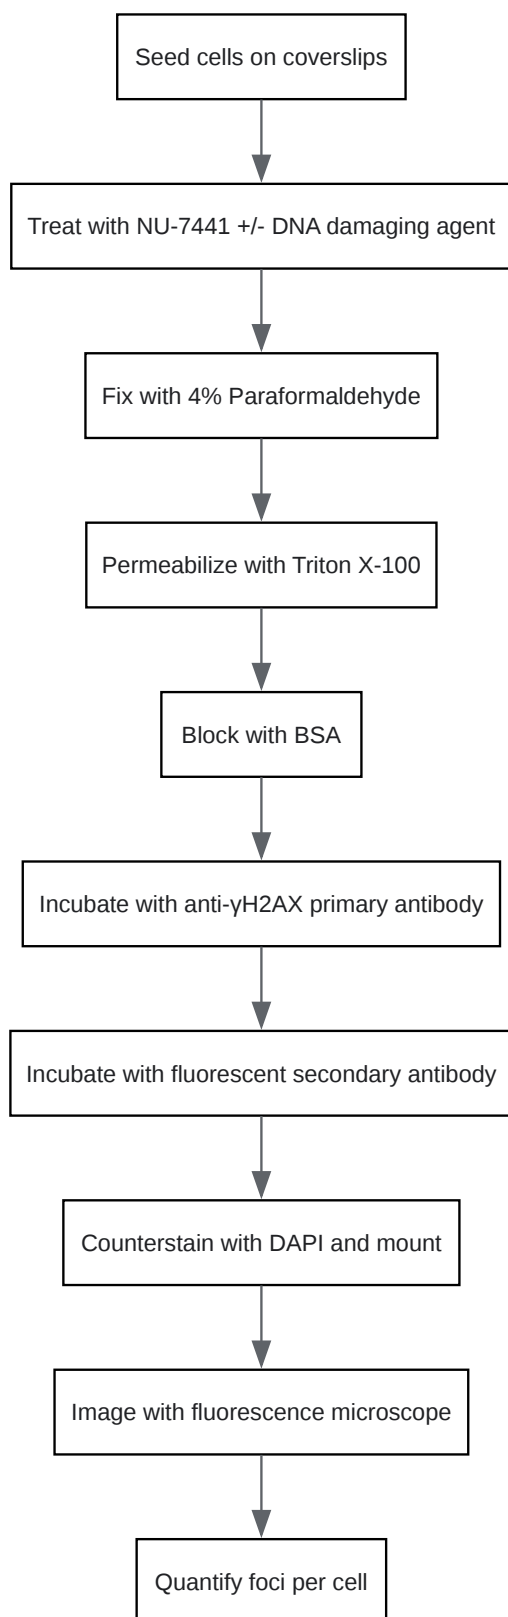 Seed cells on coverslips
Treat with NU-7441 +/- DNA damaging agent
Fix with 4% Paraformaldehyde
Permeabilize with Triton X-100
Block with BSA
Incubate with anti-γH2AX primary antibody
Incubate with fluorescent secondary antibody
Counterstain with DAPI and mount
Image with fluorescence microscope
Quantify foci per cell